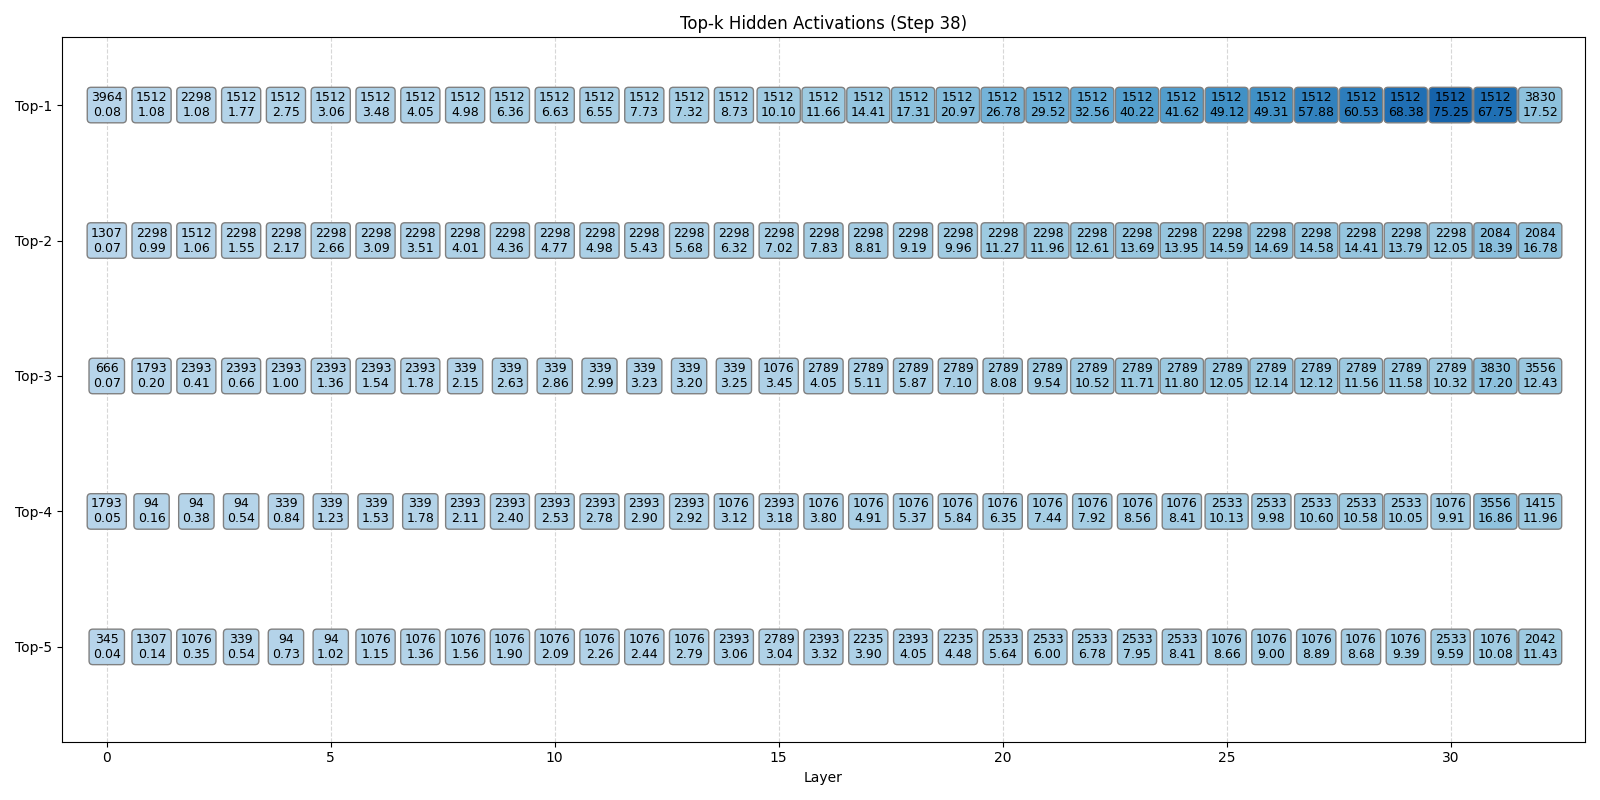 Top-k Hidden Activations (Step 38)
Top-1
3964 1512 2298 1512 1512 1512 1512 1512 1512 1512 1512 1512 1512 1512 1512 1512 1512 1512 1512 1512 1512 1512 1512 1512 1512 1512 1512 1512 1512 1512 1512 1512 3830
0.08 1.08 1.08 1.77 2.75 3.06 3.48 4.05 4.98 6.36 6.63 6.55 7.73 7.32 8.73 10.10 11.66 14.41 17.31 20.97 26.78 29.52 32.56 40.22 41.62 49.12 49.31 57.88 60.53 68.38 75.25 67.75 17.52
Top-2
1307 2298 1512 2298 2298 2298 2298 2298 2298 2298 2298 2298 2298 2298 2298 2298 2298 2298 2298 2298 2298 2298 2298 2298 2298 2298 2298 2298 2298 2298 2298 2084 2084
0.07 0.99 1.06 1.55 2.17 2.66 3.09 3.51 4.01 4.36 4.77 4.98 5.43 5.68 6.32 7.02 7.83 8.81 9.19 9.96 11.27 11.96 12.61 13.69 13.95 14.59 14.69 14.58 14.41 13.79 12.05 18.39 16.78
Top-3
666 1793 2393 2393 2393 2393 2393 2393 339 339 339 339 339 339 339 1076 2789 2789 2789 2789 2789 2789 2789 2789 2789 2789 2789 2789 2789 2789 2789 3830 3556
0.07 0.20 0.41 0.66 1.00 1.36 1.54 1.78 2.15 2.63 2.86 2.99 3.23 3.20 3.25 3.45 4.05 5.11 5.87 7.10 8.08 9.54 10.52 11.71 11.80 12.05 12.14 12.12 11.56 11.58 10.32 17.20 12.43
Top-4
1793 94 94 94 339 339 339 339 2393 2393 2393 2393 2393 2393 1076 2393 1076 1076 1076 1076 1076 1076 1076 1076 1076 2533 2533 2533 2533 2533 1076 3556 1415
0.05 0.16 0.38 0.54 0.84 1.23 1.53 1.78 2.11 2.40 2.53 2.78 2.90 2.92 3.12 3.18 3.80 4.91 5.37 5.84 6.35 7.44 7.92 8.56 8.41 10.13 9.98 10.60 10.58 10.05 9.91 16.86 11.96
Top-5
345 1307 1076 339 94 94 1076 1076 1076 1076 1076 1076 1076 1076 2393 2789 2393 2235 2393 2235 2533 2533 2533 2533 2533 1076 1076 1076 1076 1076 2533 1076 2042
0.04 0.14 0.35 0.54 0.73 1.02 1.15 1.36 1.56 1.90 2.09 2.26 2.44 2.79 3.06 3.04 3.32 3.90 4.05 4.48 5.64 6.00 6.78 7.95 8.41 8.66 9.00 8.89 8.68 9.39 9.59 10.08 11.43
0 5 10 15 20 25 30
Layer